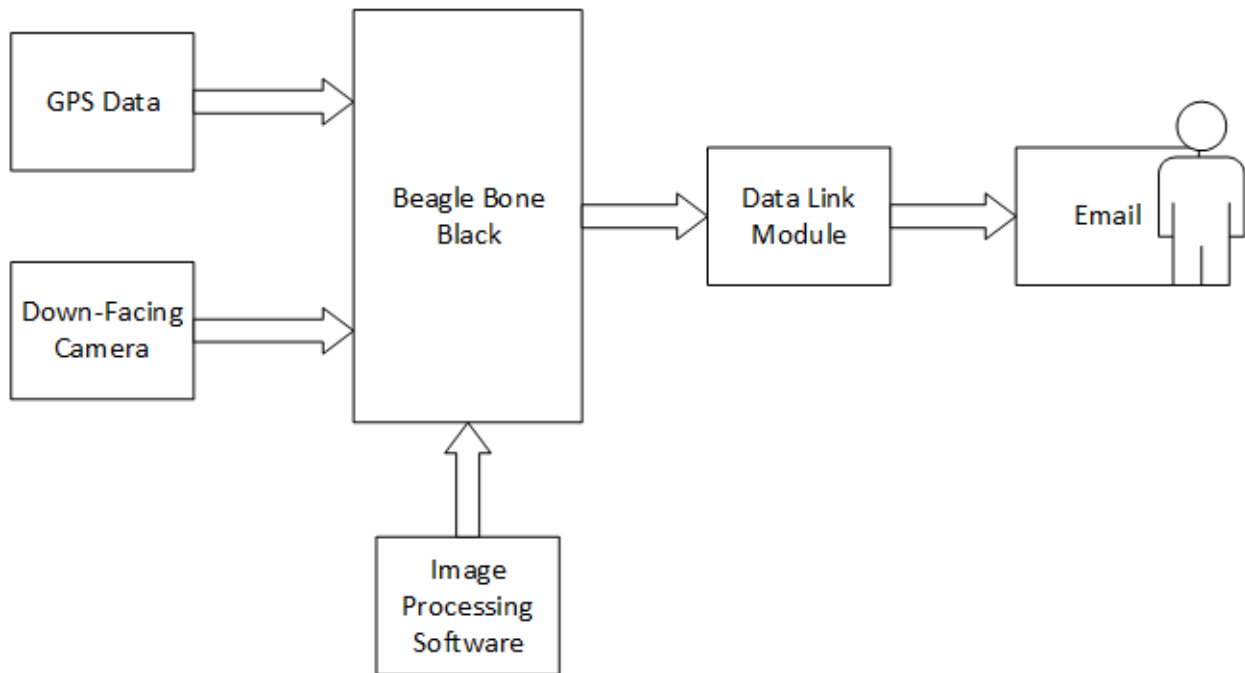 GPS Data
Beagle Bone
Black
Data Link
Module
Email
Down-Facing
Camera
Image
Processing
Software